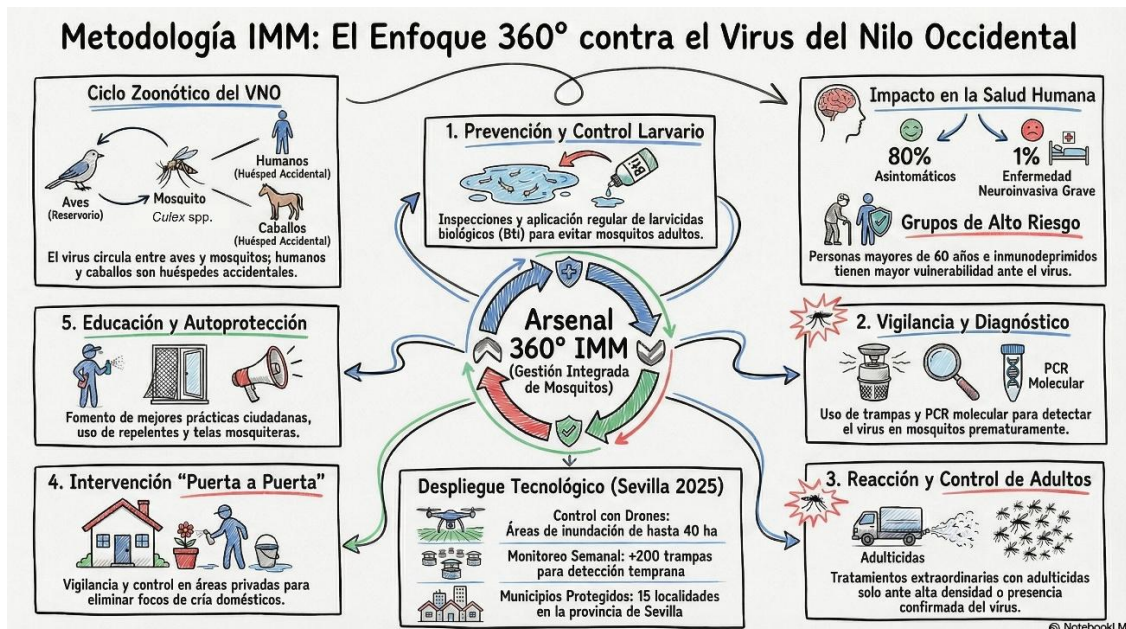 Metodología IMM: El Enfoque 360° contra el Virus del Nilo Occidental
Ciclo Zoonótico del VNO
Aves
(Reservorio)
Mosquito
Culex spp.
Humanos
(Huésped Accidental)
Caballos
(Huésped Accidental)
El virus circula entre aves y mosquitos; humanos
y caballos son huéspedes accidentales.
1. Prevención y Control Larvario
Bti
Inspecciones y aplicación regular de larvicidas
biológicos (Bti) para evitar mosquitos adultos.
Impacto en la Salud Humana
80%
Asintomáticos
1%
Enfermedad
Neuroinvasiva Grave
Grupos de Alto Riesgo
Personas mayores de 60 años e inmunodeprimidos
tienen mayor vulnerabilidad ante el virus.
5. Educación y Autoprotección
Fomento de mejores prácticas ciudadanas,
uso de repelentes y telas mosquiteras.
Arsenal
360° IMM
(Gestión Integrada
de Mosquitos)
2. Vigilancia y Diagnóstico
PCR
Molecular
Uso de trampas y PCR molecular para detectar
el virus en mosquitos prematuramente.
4. Intervención "Puerta a Puerta"
Vigilancia y control en áreas privadas para
eliminar focos de cría domésticos.
Despliegue Tecnológico (Sevilla 2025)
Control con Drones:
Áreas de inundación de hasta 40 ha
Monitoreo Semanal: +200 trampas
para detección temprana
Municipios Protegidos: 15 localidades
en la provincia de Sevilla
3. Reacción y Control de Adultos
Adulticidas
Tratamientos extraordinarios con adulticidas
solo ante alta densidad o presencia
confirmada del vírus.
NotebookLM